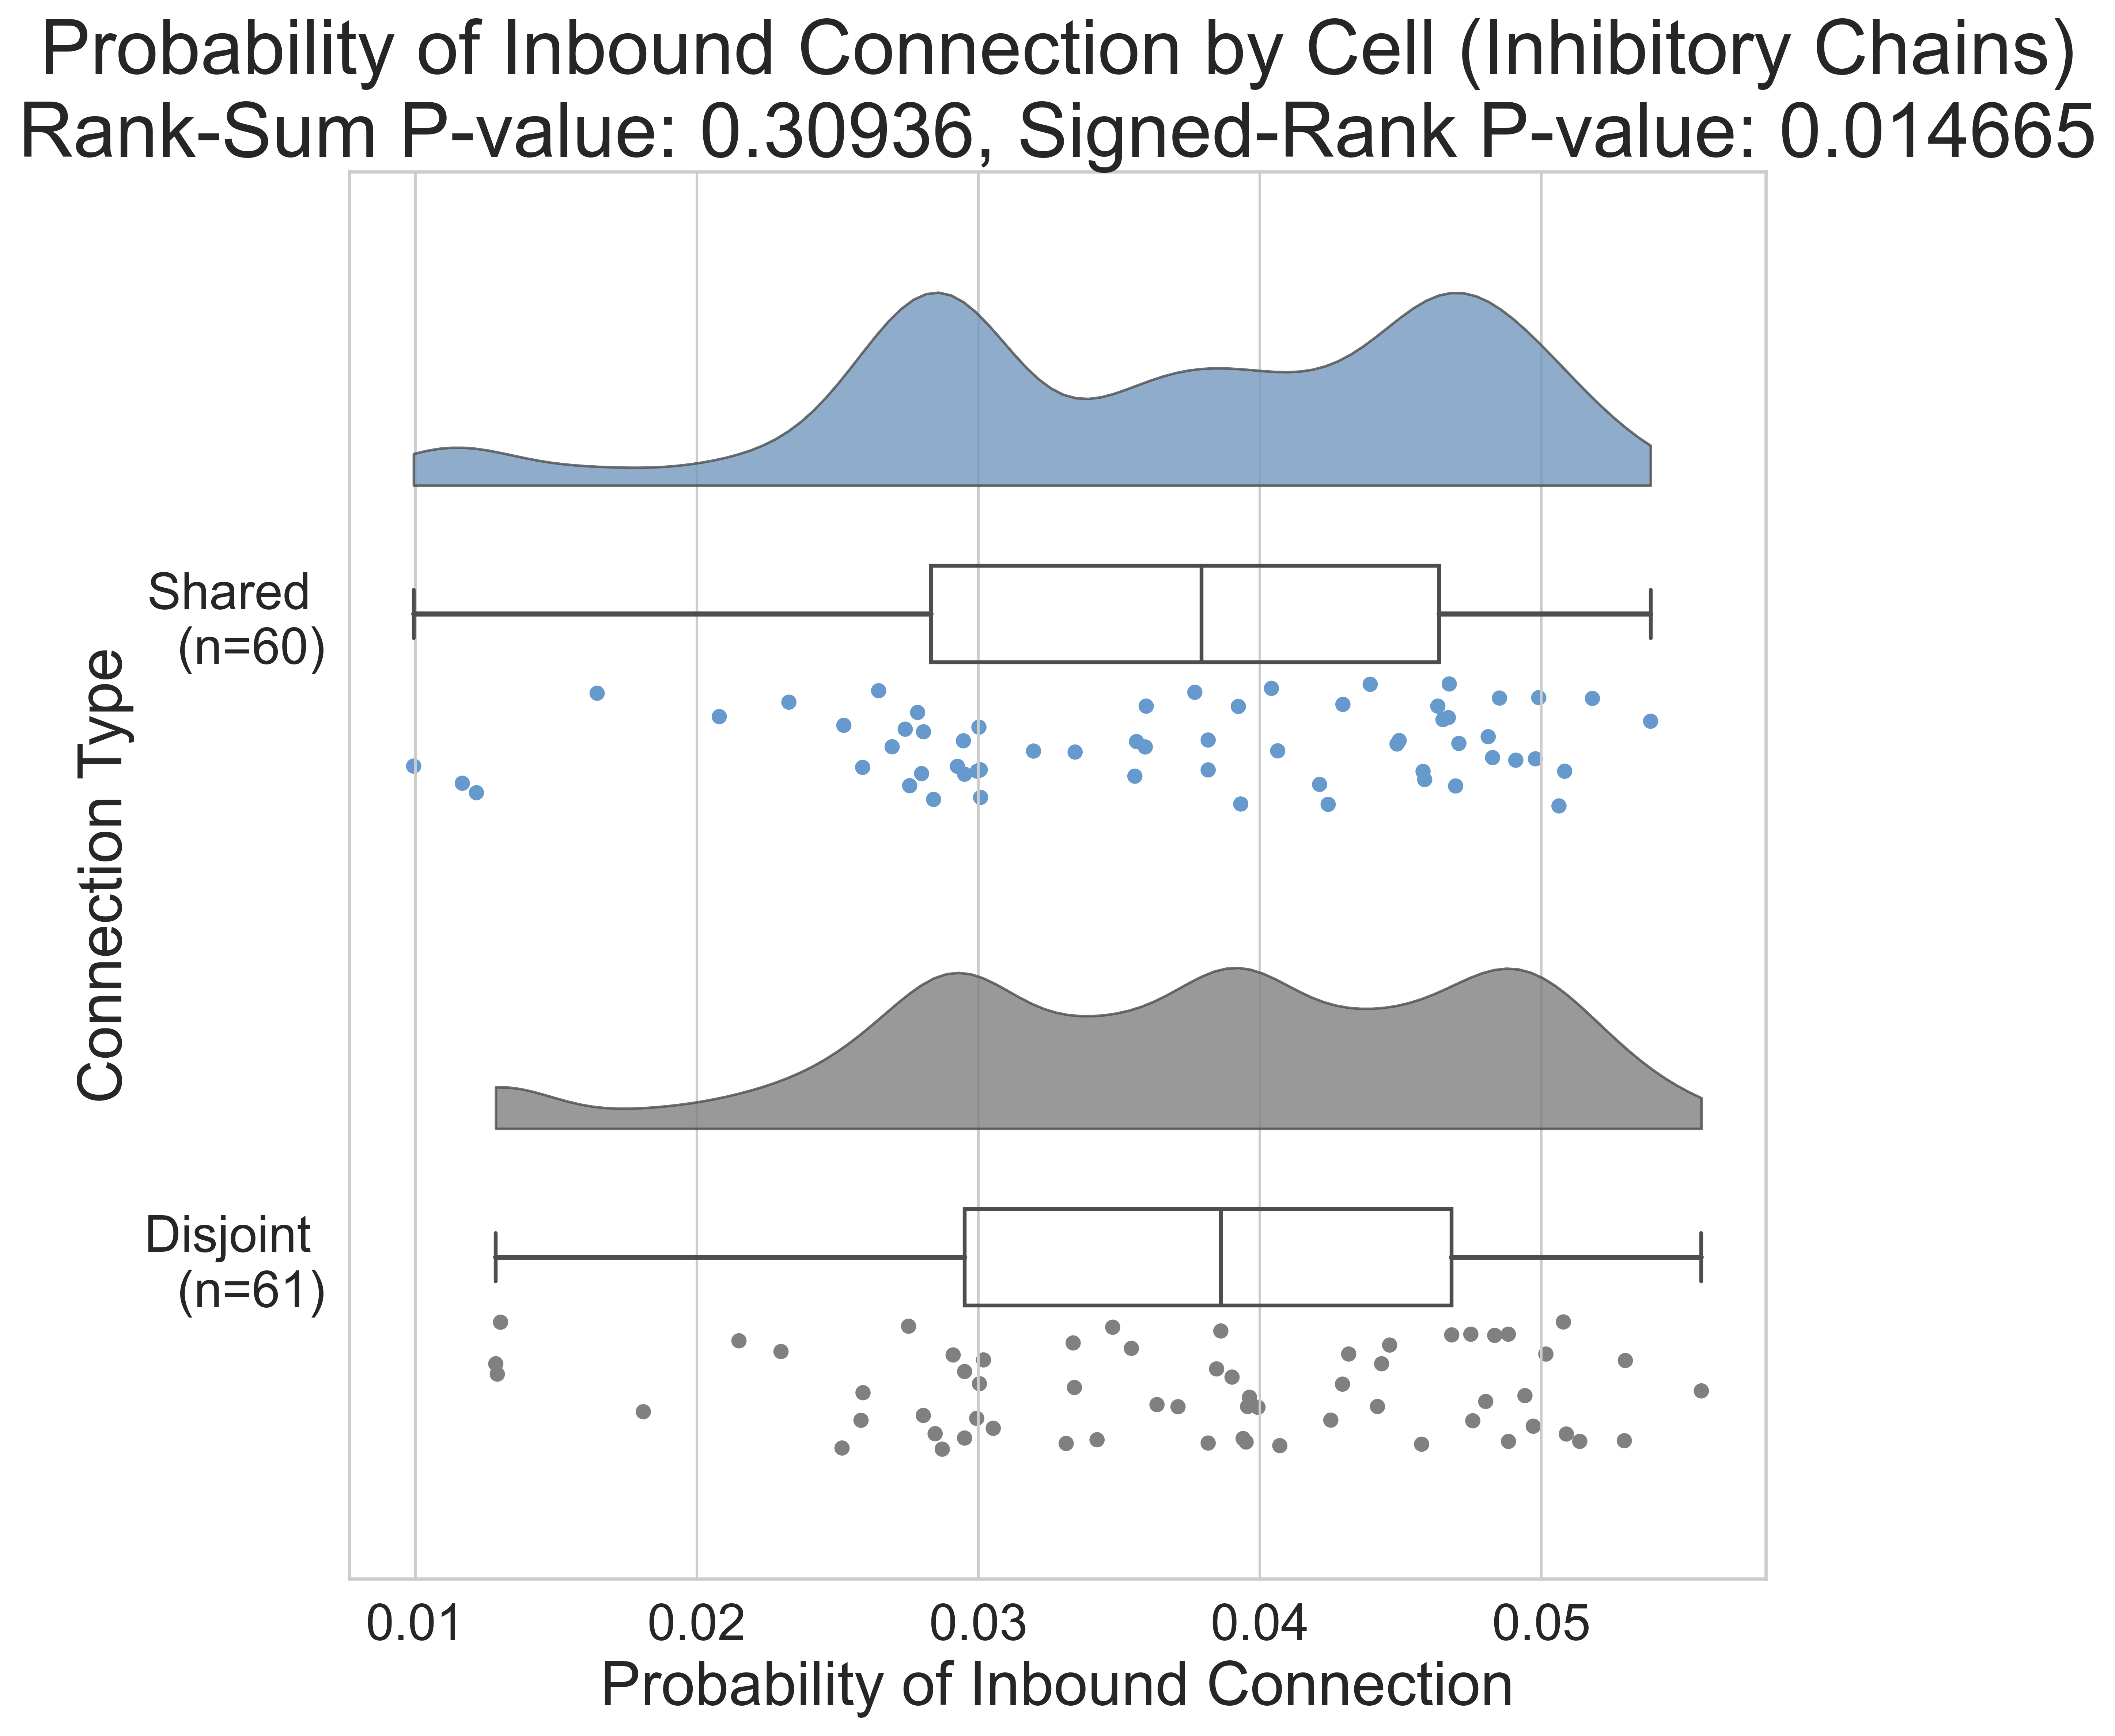 Probability of Inbound Connection by Cell (Inhibitory Chains)
Rank-Sum P-value: 0.30936, Signed-Rank P-value: 0.014665
Connection Type
Shared
(n=60)
Disjoint
(n=61)
0.01 0.02 0.03 0.04 0.05
Probability of Inbound Connection